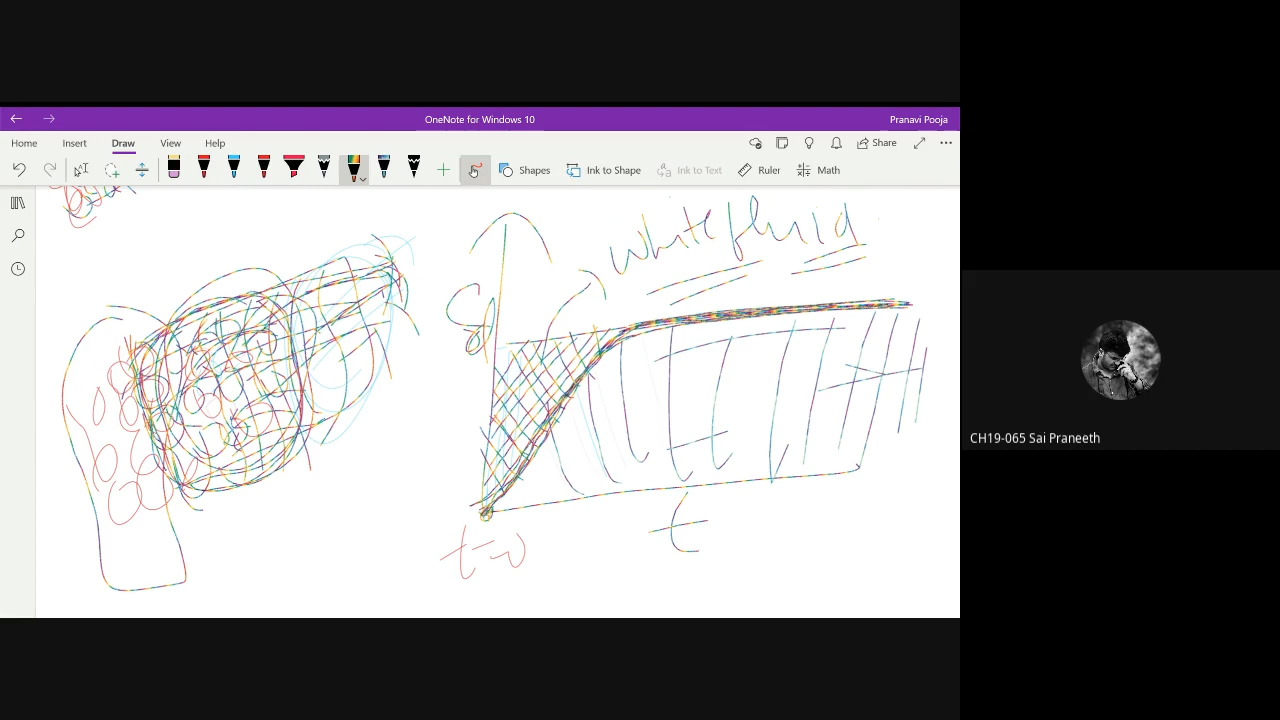 OneNote for Windows 10
Pranavi Pooja
Home Insert Draw View Help
Share
Shapes Ink to Shape Ink to Text Ruler Math
White fluid
t
t=0
CH19-065 Sai Praneeth